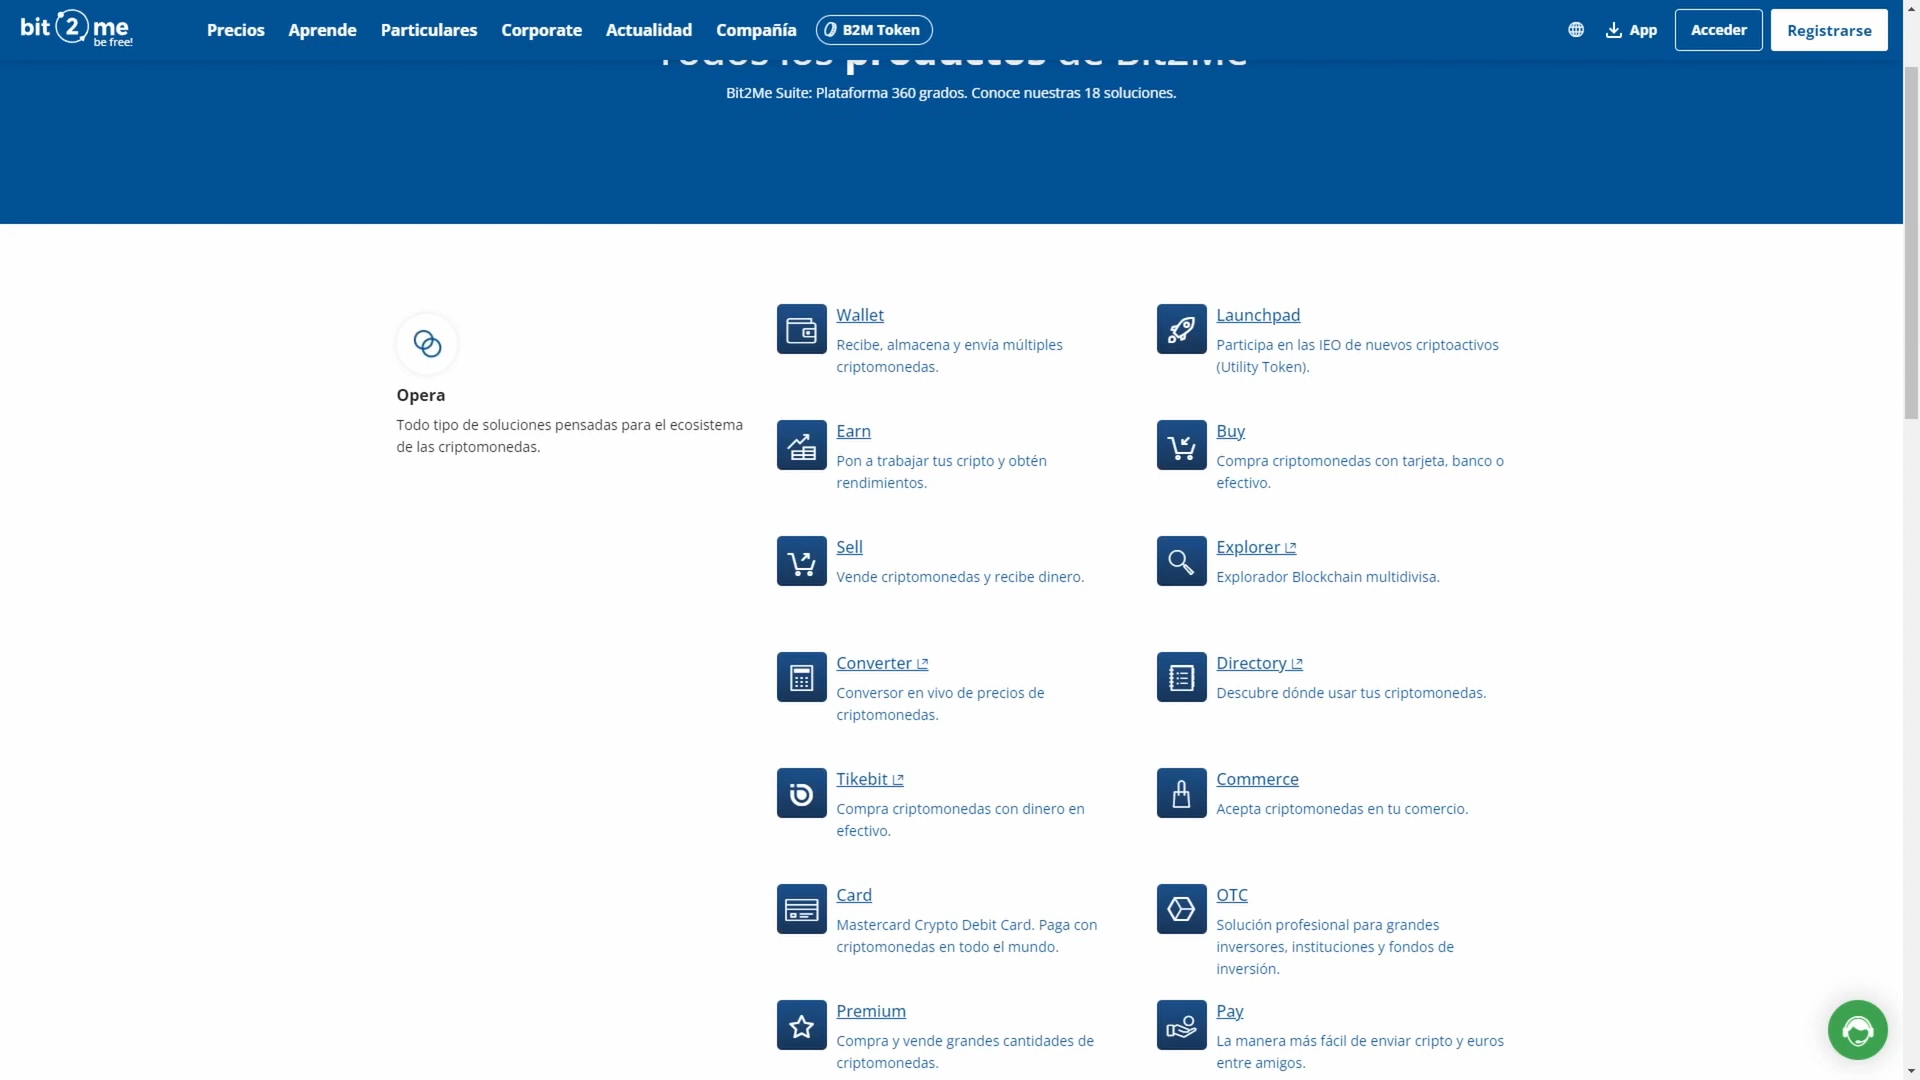 bit 2 me
be free!
Precios
Aprende
Particulares
Corporate
Actualidad
Compañía
B2M Token
App
Acceder
Registrarse
Todos los productos de Bit2Me
Bit2Me Suite: Plataforma 360 grados. Conoce nuestras 18 soluciones.
Opera
Todo tipo de soluciones pensadas para el ecosistema
de las criptomonedas.
Wallet
Recibe, almacena y envía múltiples
criptomonedas.
Launchpad
Participa en las IEO de nuevos criptoactivos
(Utility Token).
Earn
Pon a trabajar tus cripto y obtén
rendimientos.
Buy
Compra criptomonedas con tarjeta, banco o
efectivo.
Sell
Vende criptomonedas y recibe dinero.
Explorer
Explorador Blockchain multidivisa.
Converter
Conversor en vivo de precios de
criptomonedas.
Directory
Descubre dónde usar tus criptomonedas.
Tikebit
Compra criptomonedas con dinero en
efectivo.
Commerce
Acepta criptomonedas en tu comercio.
Card
Mastercard Crypto Debit Card. Paga con
criptomonedas en todo el mundo.
OTC
Solución profesional para grandes
inversores, instituciones y fondos de
inversión.
Premium
Compra y vende grandes cantidades de
criptomonedas.
Pay
La manera más fácil de enviar cripto y euros
entre amigos.